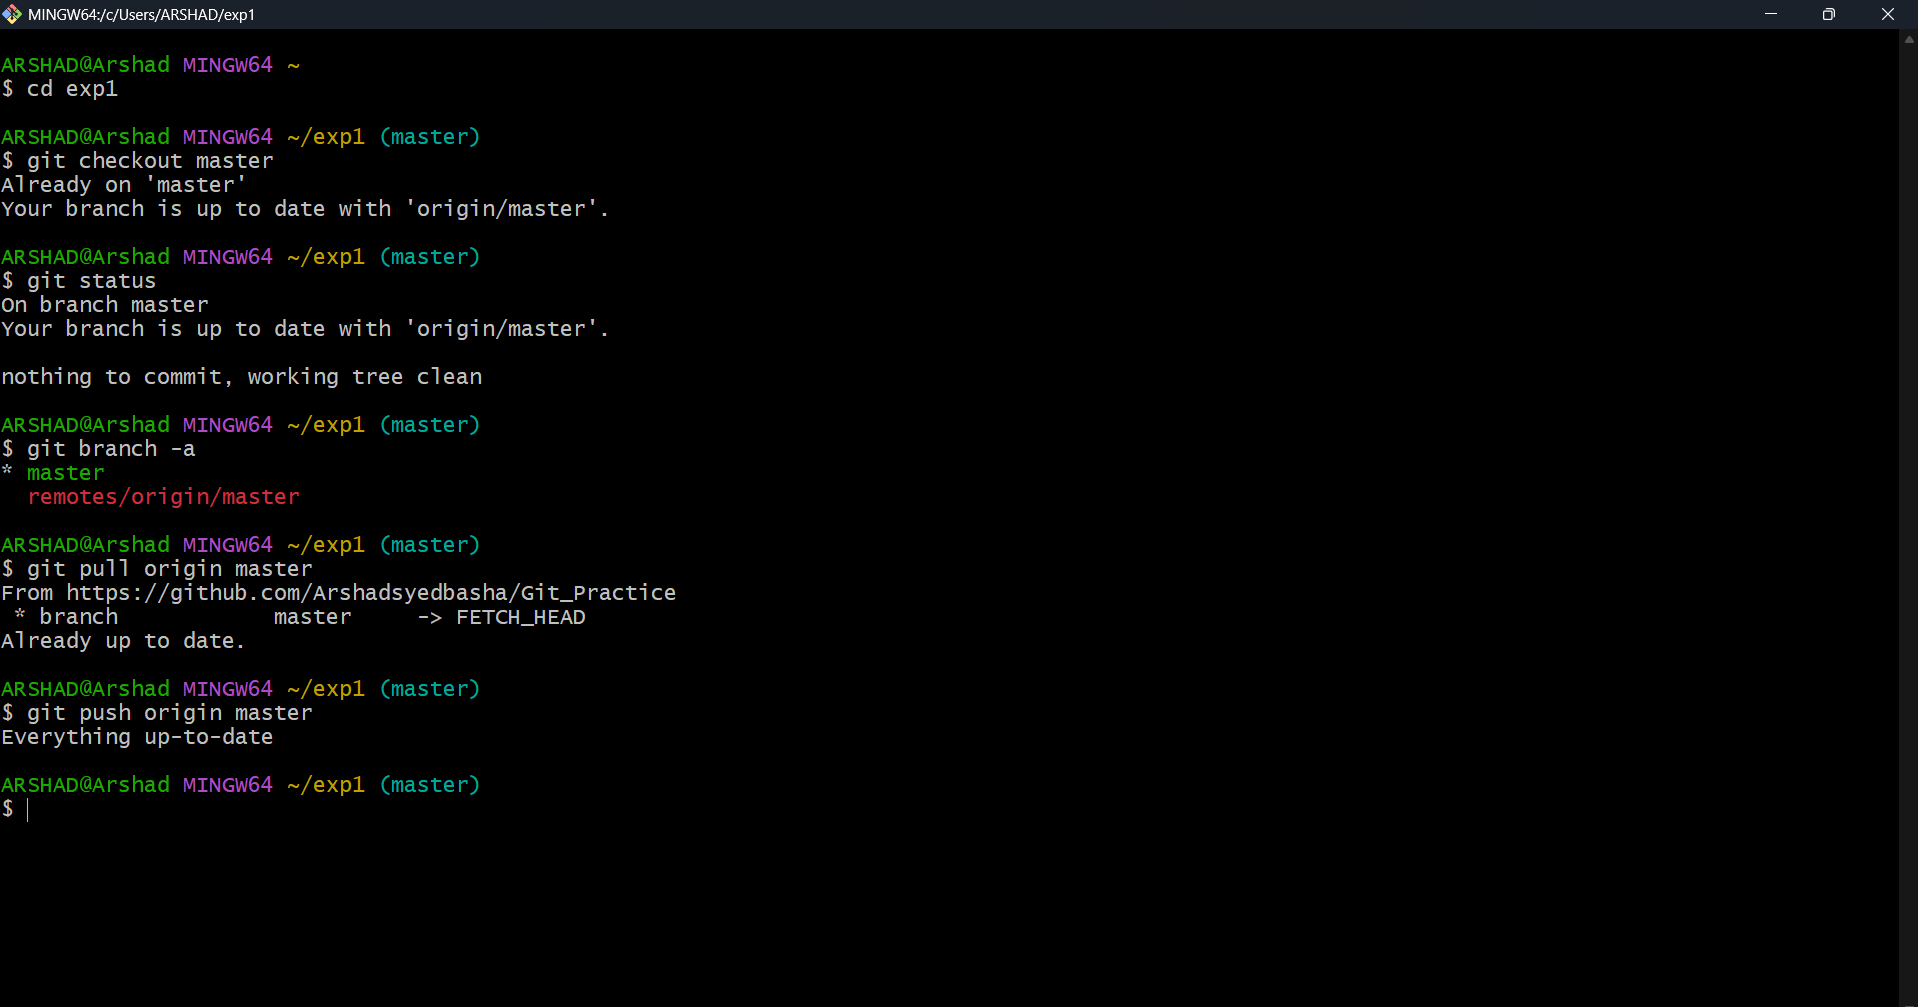 MINGW64:/c/Users/ARSHAD/exp1
ARSHAD@Arshad MINGW64 ~
$ cd exp1
ARSHAD@Arshad MINGW64 ~/exp1 (master)
$ git checkout master
Already on 'master'
Your branch is up to date with 'origin/master'.
ARSHAD@Arshad MINGW64 ~/exp1 (master)
$ git status
On branch master
Your branch is up to date with 'origin/master'.
nothing to commit, working tree clean
ARSHAD@Arshad MINGW64 ~/exp1 (master)
$ git branch -a
* master
  remotes/origin/master
ARSHAD@Arshad MINGW64 ~/exp1 (master)
$ git pull origin master
From https://github.com/Arshadsyedbasha/Git_Practice
 * branch            master     -> FETCH_HEAD
Already up to date.
ARSHAD@Arshad MINGW64 ~/exp1 (master)
$ git push origin master
Everything up-to-date
ARSHAD@Arshad MINGW64 ~/exp1 (master)
$